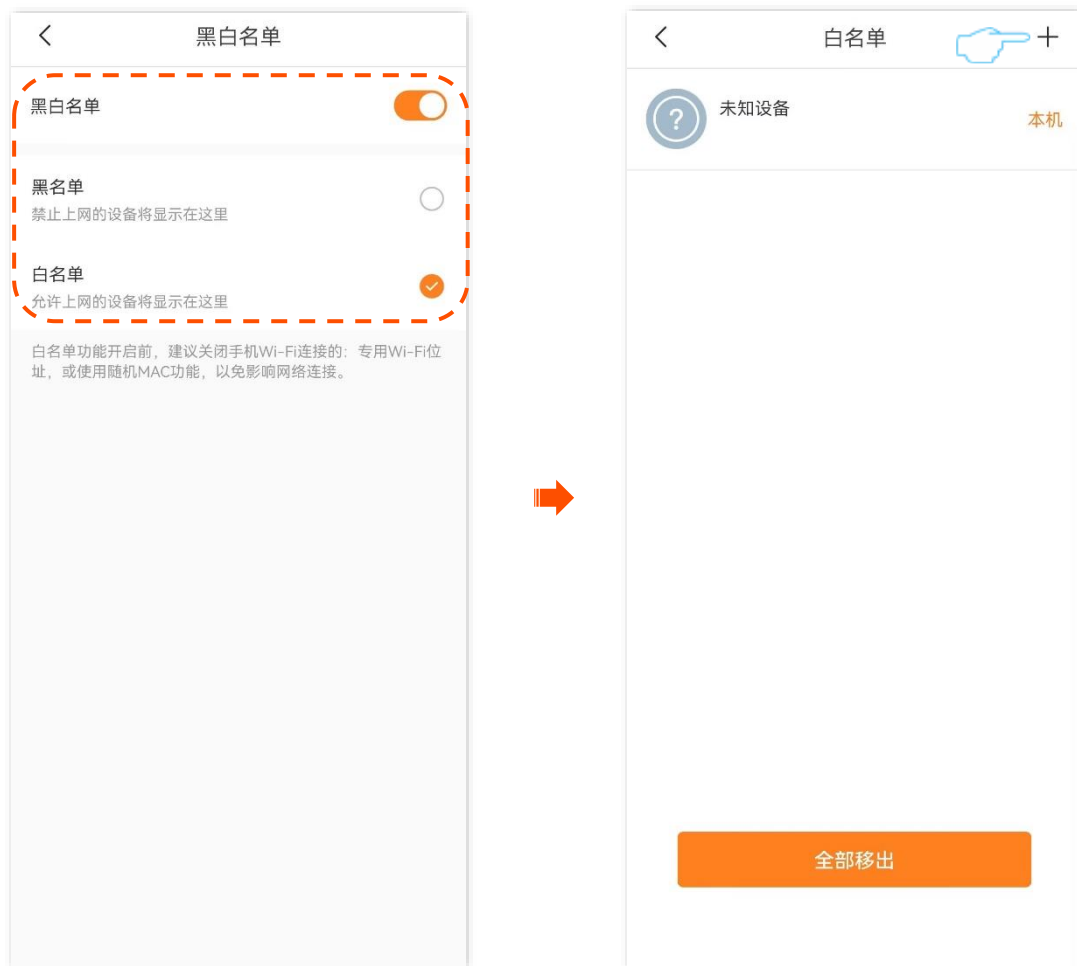 黑白名单
黑白名单
黑名单
禁止上网的设备将显示在这里
白名单
允许上网的设备将显示在这里
白名单功能开启前，建议关闭手机Wi-Fi连接的：专用Wi-Fi位
址，或使用随机MAC功能，以免影响网络连接。
白名单
未知设备
本机
全部移出